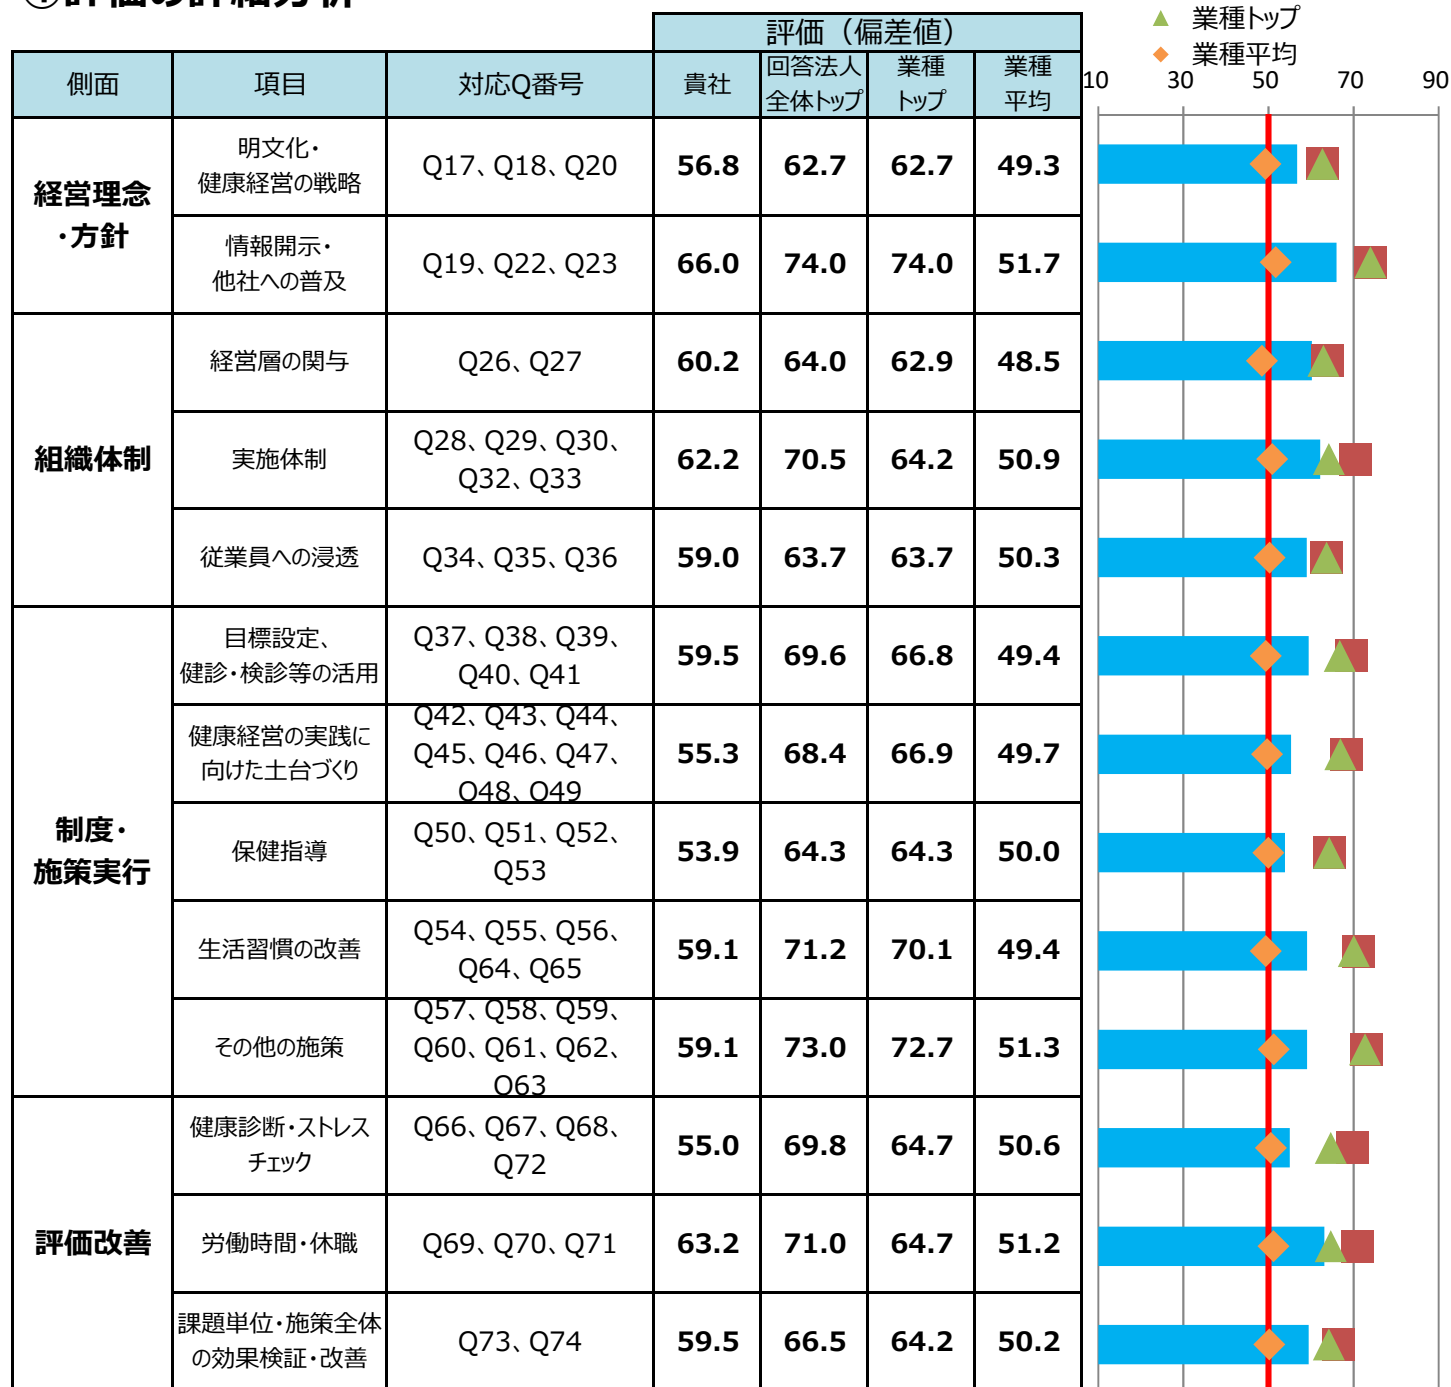 ①評価の詳細分析
▲ 業種トップ
◆ 業種平均
評価（偏差値）
側面 項目 対応Q番号 貴社 回答法人 業種 業種
全体トップ トップ 平均
10 30 50 70 90
経営理念
・方針
明文化・
健康経営の戦略
Q17、Q18、Q20 56.8 62.7 62.7 49.3
情報開示・
他社への普及
Q19、Q22、Q23 66.0 74.0 74.0 51.7
組織体制
経営層の関与 Q26、Q27 60.2 64.0 62.9 48.5
実施体制
Q28、Q29、Q30、
Q32、Q33
62.2 70.5 64.2 50.9
従業員への浸透 Q34、Q35、Q36 59.0 63.7 63.7 50.3
制度・
施策実行
目標設定、
健診・検診等の活用
Q37、Q38、Q39、
Q40、Q41
59.5 69.6 66.8 49.4
健康経営の実践に
向けた土台づくり
Q42、Q43、Q44、
Q45、Q46、Q47、
Q48、Q49
55.3 68.4 66.9 49.7
保健指導
Q50、Q51、Q52、
Q53
53.9 64.3 64.3 50.0
生活習慣の改善
Q54、Q55、Q56、
Q64、Q65
59.1 71.2 70.1 49.4
その他の施策
Q57、Q58、Q59、
Q60、Q61、Q62、
Q63
59.1 73.0 72.7 51.3
評価改善
健康診断・ストレス
チェック
Q66、Q67、Q68、
Q72
55.0 69.8 64.7 50.6
労働時間・休職 Q69、Q70、Q71 63.2 71.0 64.7 51.2
課題単位・施策全体
の効果検証・改善
Q73、Q74 59.5 66.5 64.2 50.2